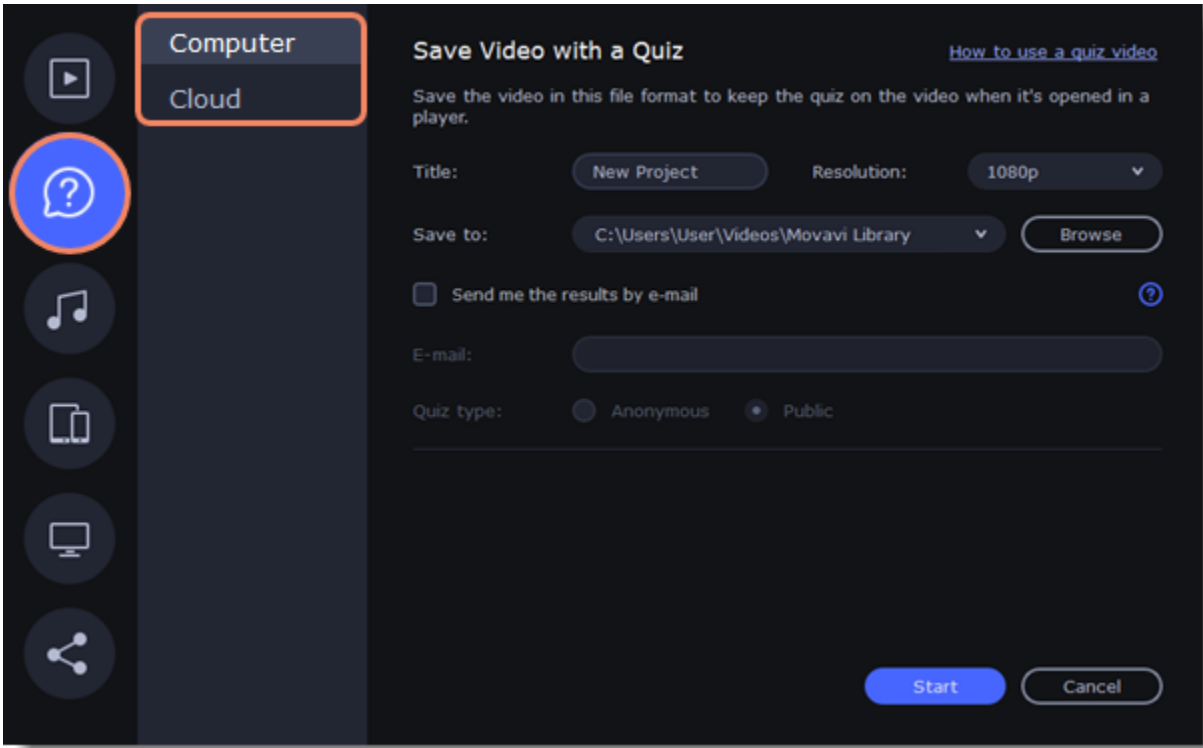 Computer
Cloud
Save Video with a Quiz
How to use a quiz video
Save the video in this file format to keep the quiz on the video when it's opened in a
player.
Title:
New Project
Resolution:
1080p
Save to:
C:\Users\User\Videos\Movavi Library
Browse
Send me the results by e-mail
?
E-mail:
Quiz type:
Anonymous
Public
Start
Cancel